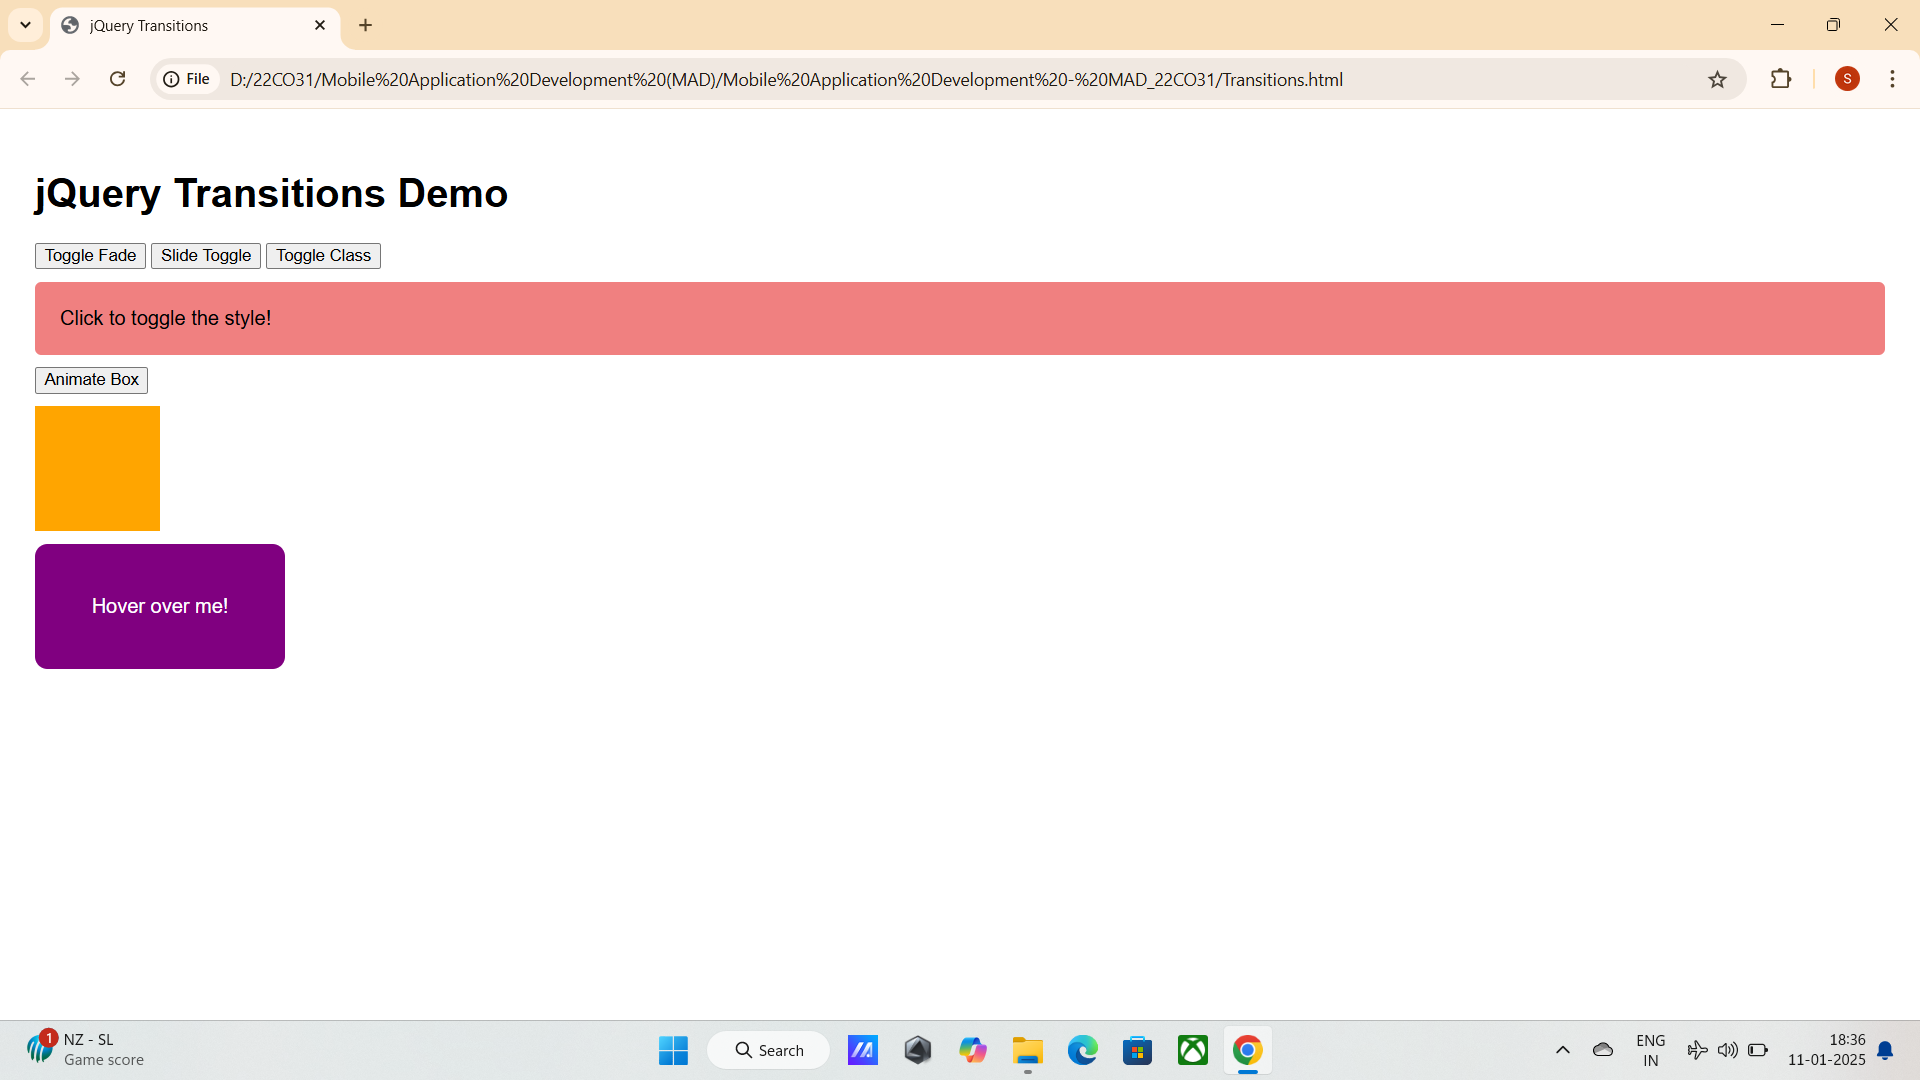 jQuery Transitions
File
D:/22CO31/Mobile%20Application%20Development%20(MAD)/Mobile%20Application%20Development%20-%20MAD_22CO31/Transitions.html
S
jQuery Transitions Demo
Toggle Fade Slide Toggle Toggle Class
Click to toggle the style!
Animate Box
Hover over me!
1
NZ - SL
Game score
Search
ENG
IN
18:36
11-01-2025